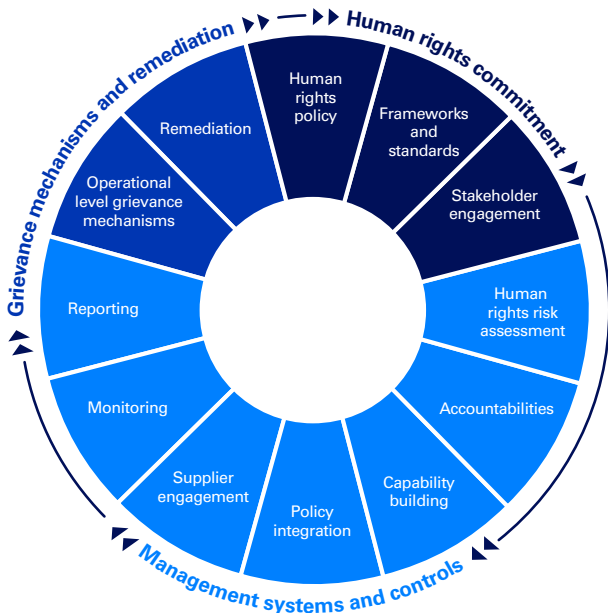 Human rights commitment
Human
rights
policy
Frameworks and
standards
Stakeholder
engagement
Human
rights risk
assessment
Accountabilities
Capability
building
Policy
integration
Supplier
engagement
Monitoring
Reporting
Management systems and controls
Operational
level grievance
mechanisms
Remediation
Grievance mechanisms and remediation